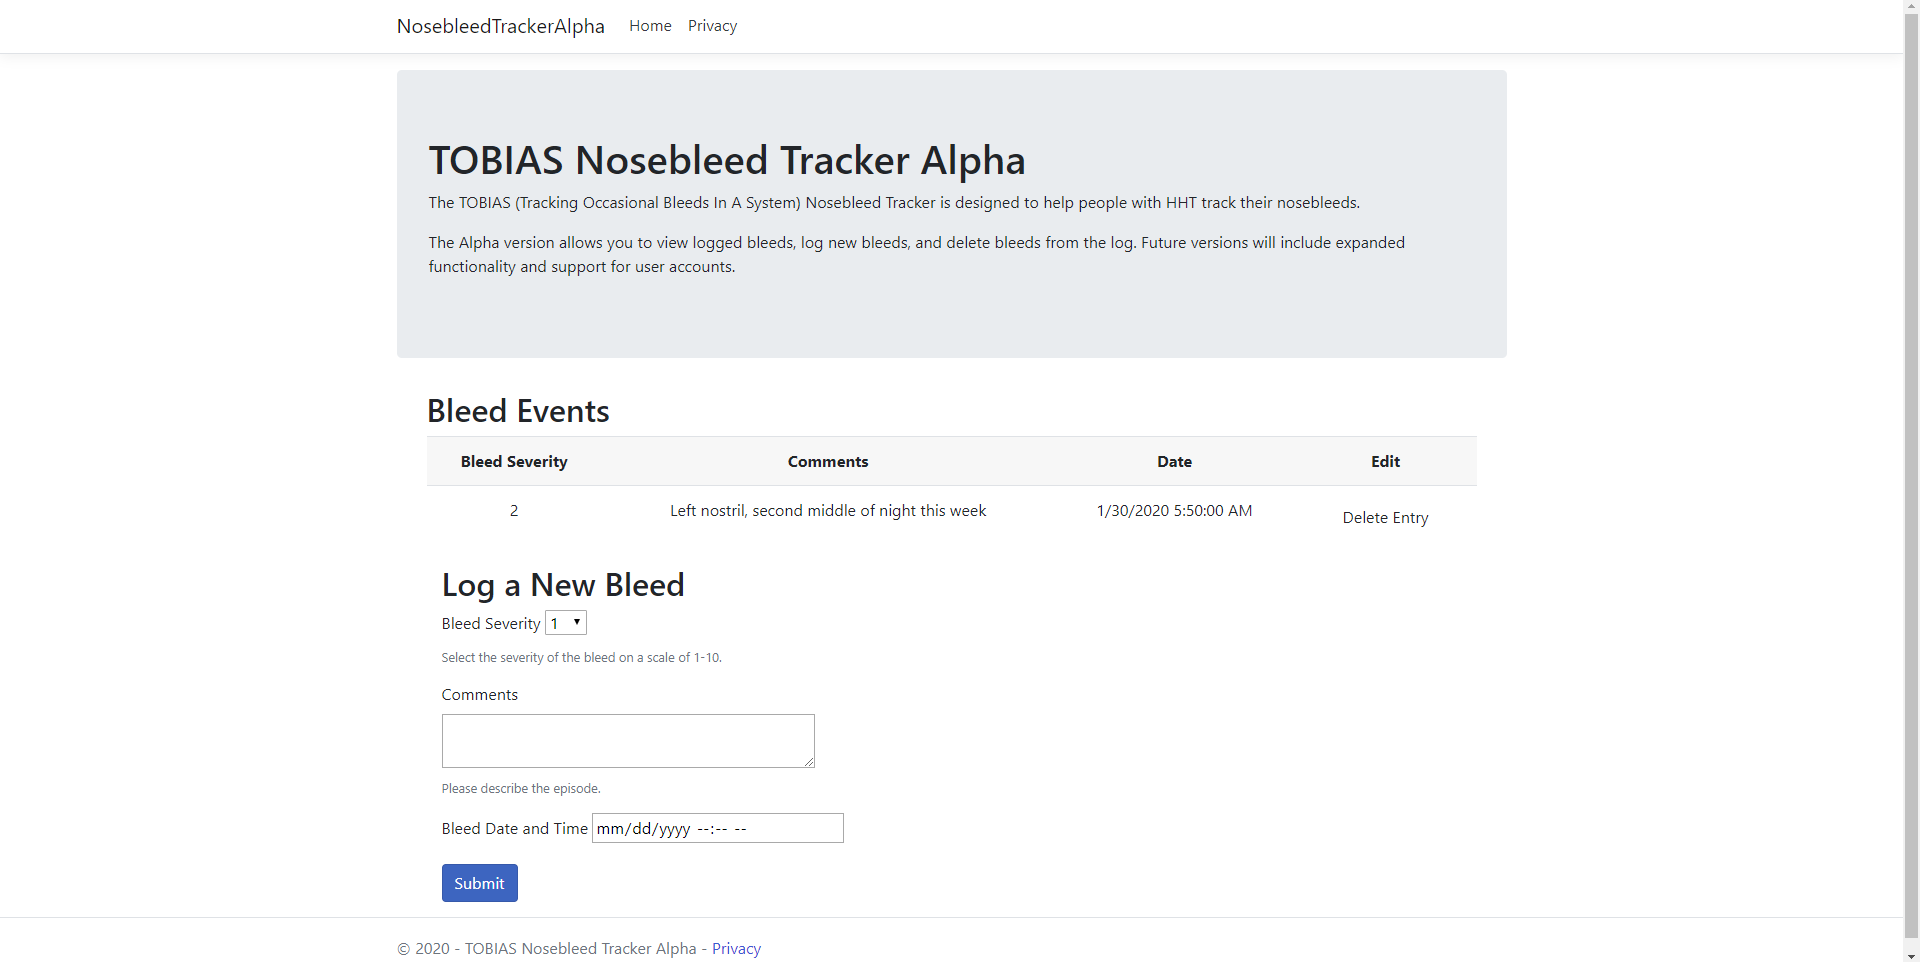 NosebleedTrackerAlpha Home Privacy
TOBIAS Nosebleed Tracker Alpha
The TOBIAS (Tracking Occasional Bleeds In A System) Nosebleed Tracker is designed to help people with HHT track their nosebleeds.
The Alpha version allows you to view logged bleeds, log new bleeds, and delete bleeds from the log. Future versions will include expanded
functionality and support for user accounts.
Bleed Events
Bleed Severity Comments Date Edit
2 Left nostril, second middle of night this week 1/30/2020 5:50:00 AM Delete Entry
Log a New Bleed
Bleed Severity 1
Select the severity of the bleed on a scale of 1-10.
Comments
Please describe the episode.
Bleed Date and Time mm/dd/yyyy --:-- --
Submit
© 2020 - TOBIAS Nosebleed Tracker Alpha - Privacy